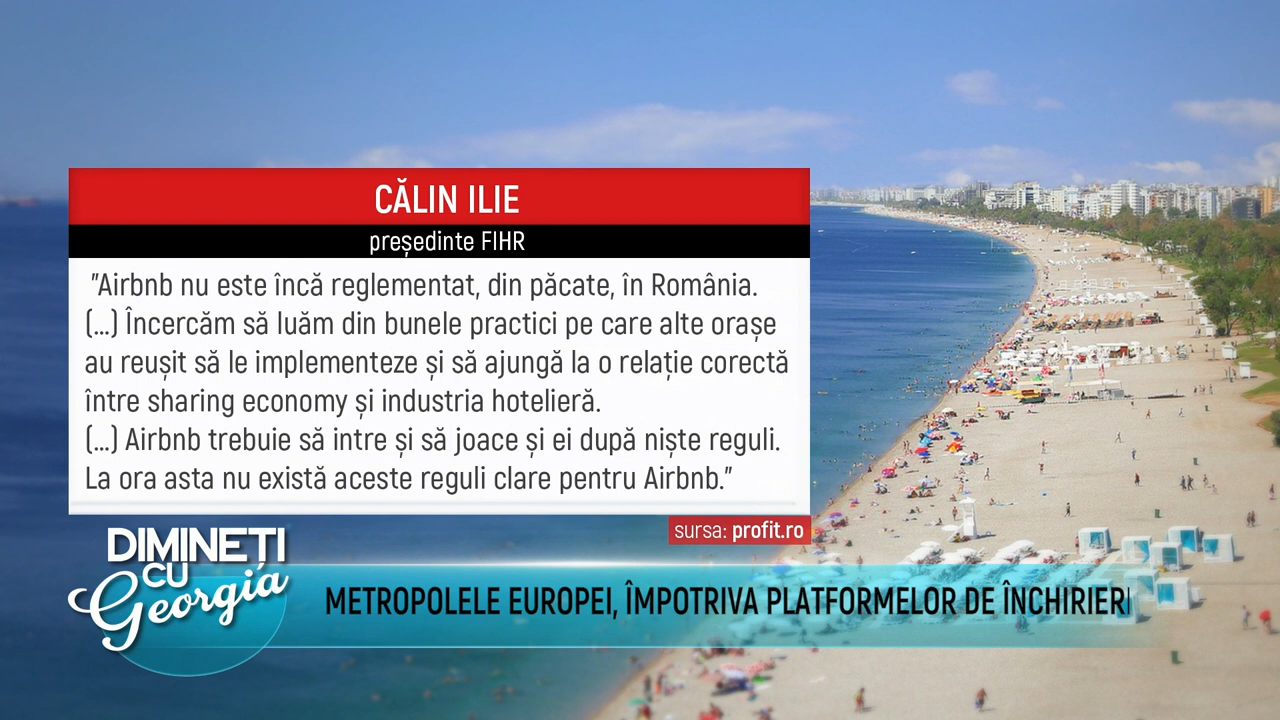 CĂLIN ILIE
președinte FIHR
"Airbnb nu este încă reglementat, din păcate, în România.
(...) Încercăm să luăm din bunele practici pe care alte orașe
au reușit să le implementeze și să ajungă la o relație corectă
între sharing economy și industria hotelieră.
(...) Airbnb trebuie să intre și să joace și ei după niște reguli.
La ora asta nu există aceste reguli clare pentru Airbnb."
sursa: profit.ro
DIMINEȚI
CU
Georgia
METROPOLELE EUROPEI, ÎMPOTRIVA PLATFORMELOR DE ÎNCHIRIERI